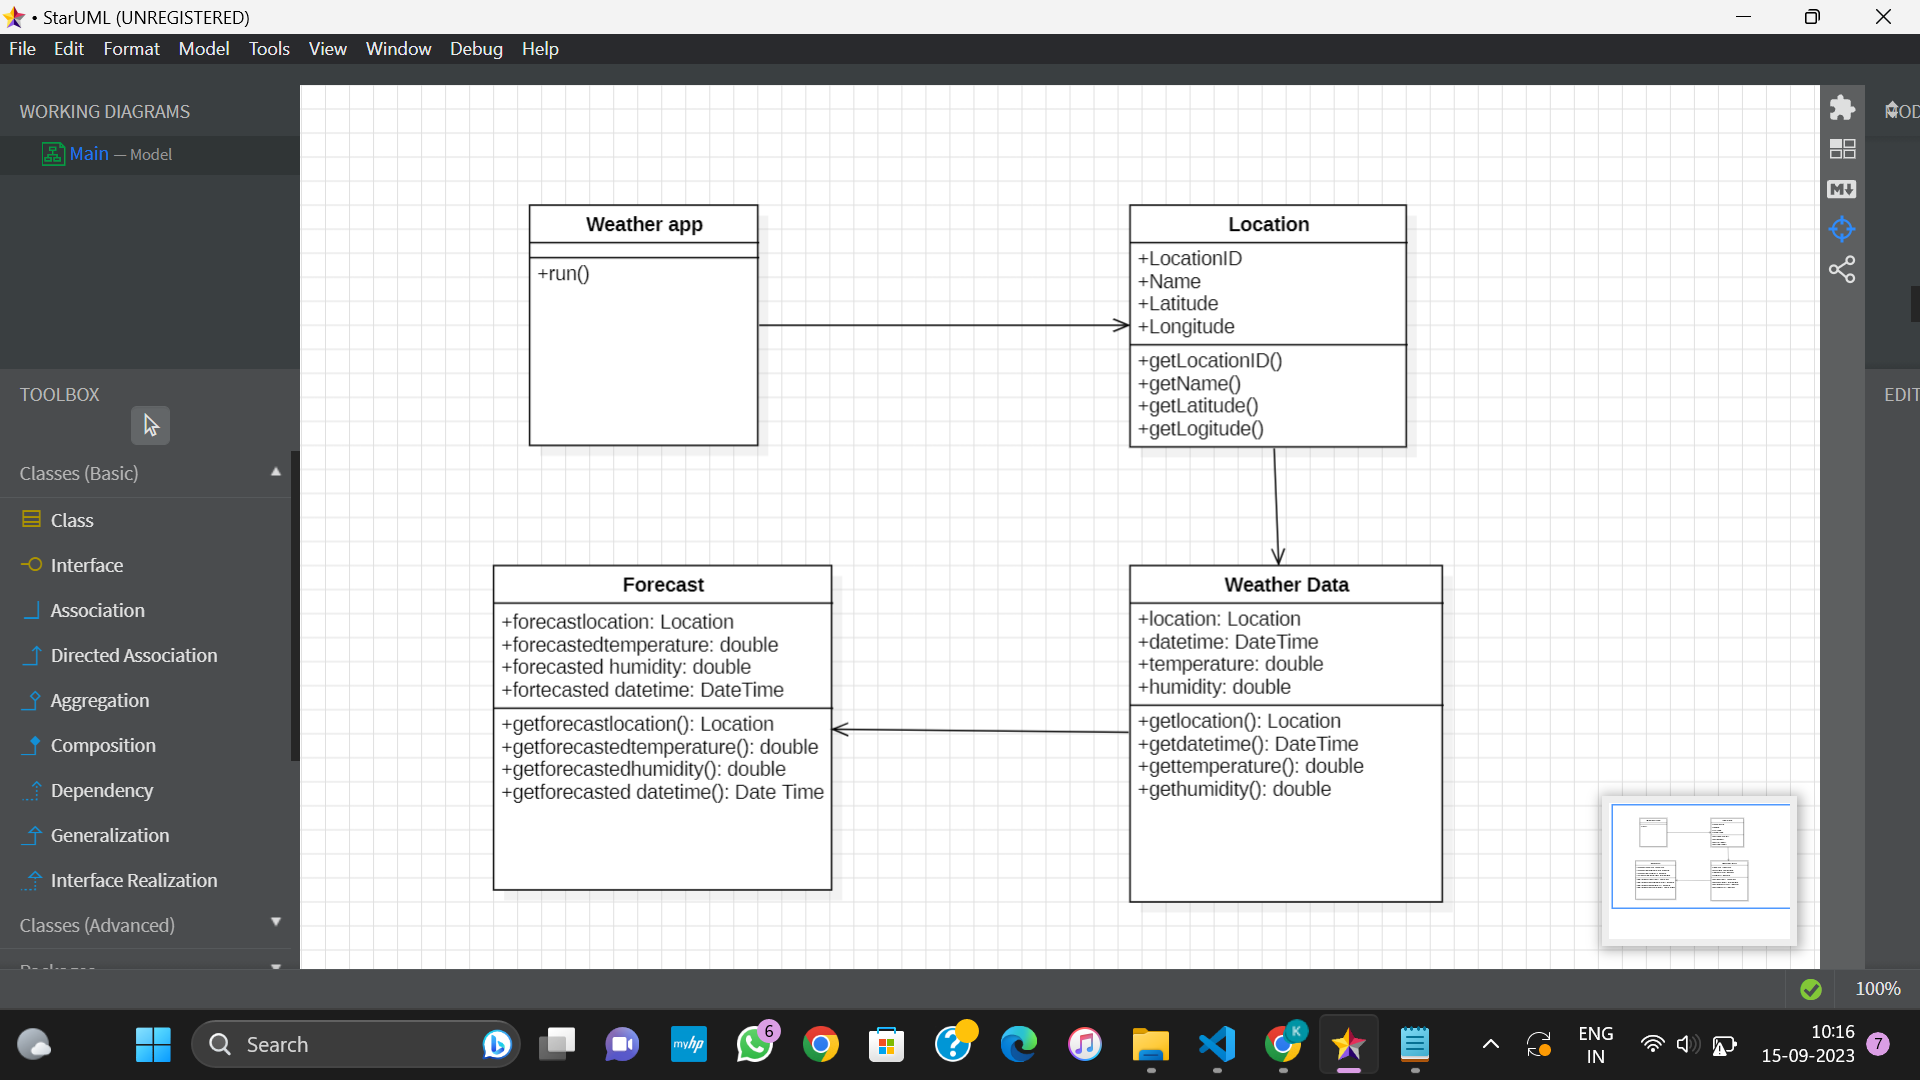 • StarUML (UNREGISTERED)
File Edit Format Model Tools View Window Debug Help
WORKING DIAGRAMS
Main — Model
TOOLBOX
Classes (Basic)
Class
Interface
Association
Directed Association
Aggregation
Composition
Dependency
Generalization
Interface Realization
Classes (Advanced)
Weather app
+run()
Location
+LocationID
+Name
+Latitude
+Longitude
+getLocationID()
+getName()
+getLatitude()
+getLogitude()
Forecast
+forecastlocation: Location
+forecastedtemperature: double
+forecasted humidity: double
+fortecasted datetime: DateTime
+getforecastlocation(): Location
+getforecastedtemperature(): double
+getforecastedhumidity(): double
+getforecasted datetime(): Date Time
Weather Data
+location: Location
+datetime: DateTime
+temperature: double
+humidity: double
+getlocation(): Location
+getdatetime(): DateTime
+gettemperature(): double
+gethumidity(): double
M
EDIT
100%
Search
myhp
6
K
ENG
IN
10:16
15-09-2023
7